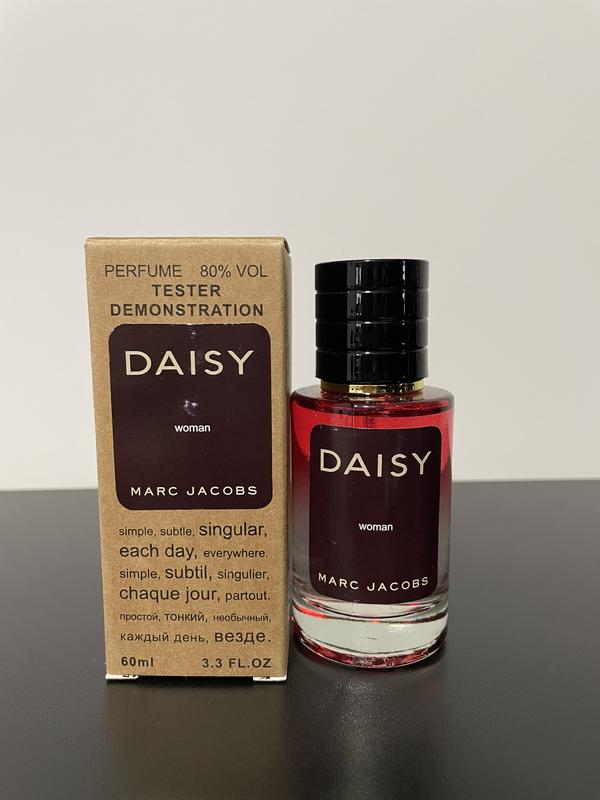 PERFUME 80% VOL
TESTER
DEMONSTRATION
DAISY
woman
MARC JACOBS
simple, subtle, singular,
each day, everywhere.
simple, subtil, singulier,
chaque jour, partout.
простой, тонкий, необычный,
каждый день, везде.
60ml 3.3 FL.OZ
DAISY
woman
MARC JACOBS